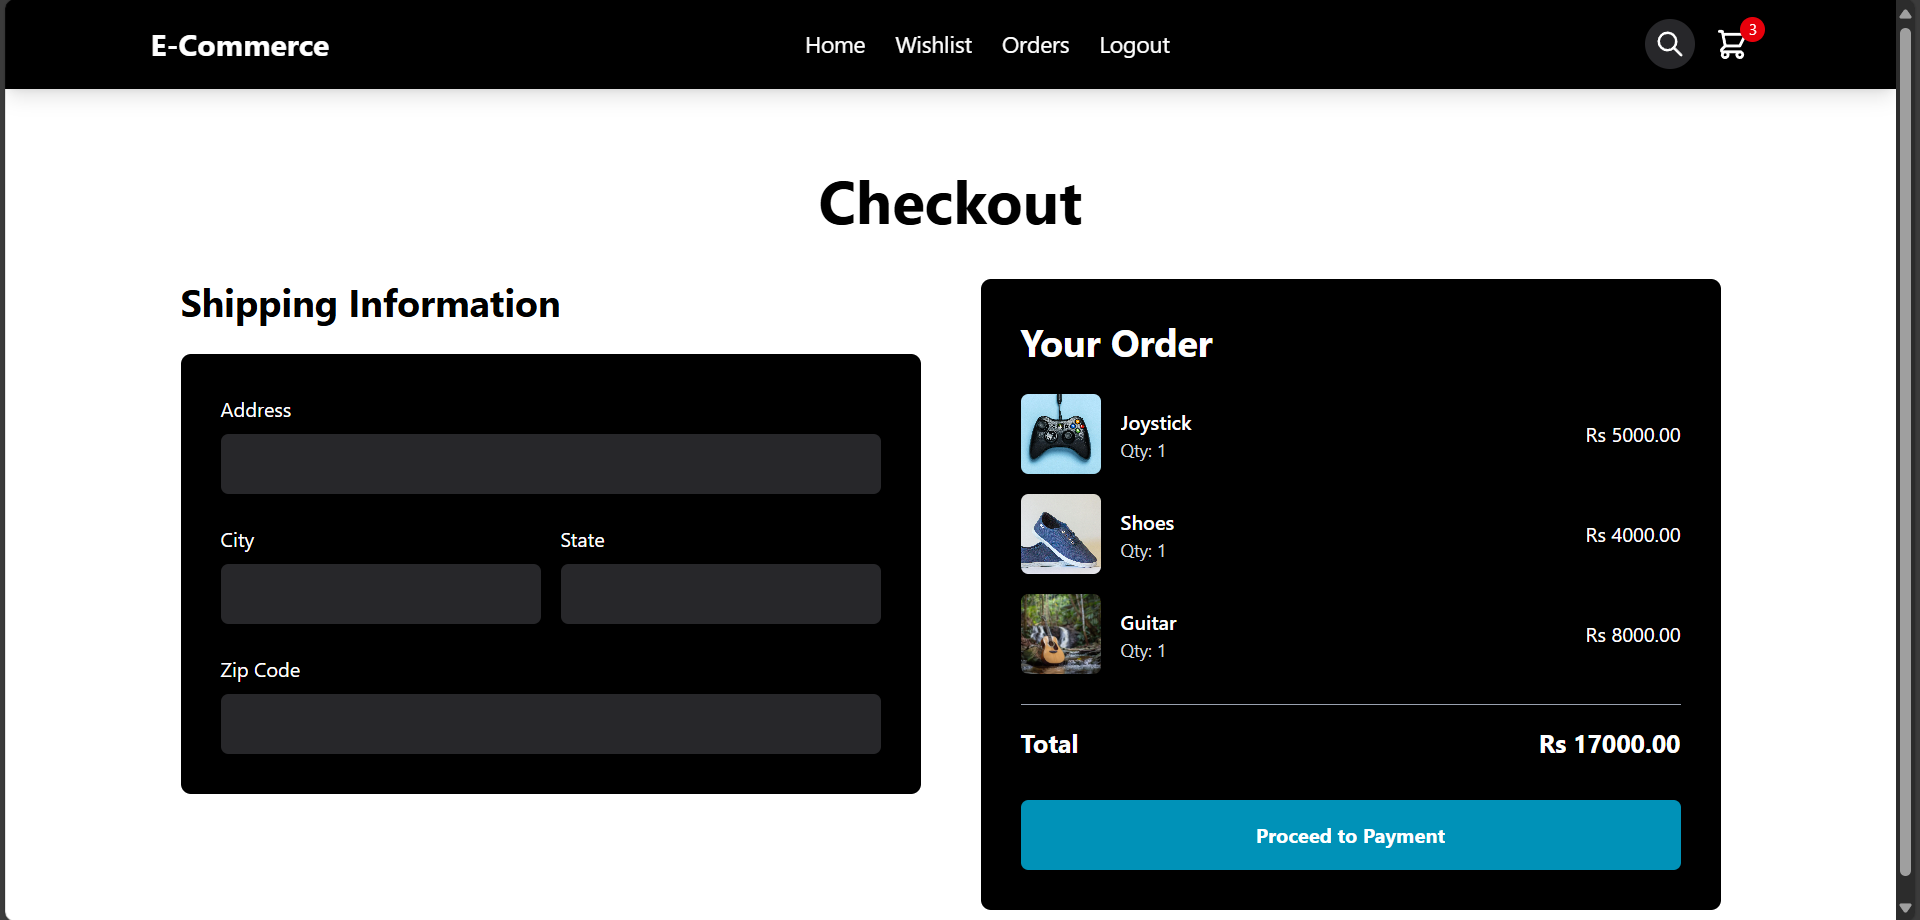 E-Commerce
Home Wishlist Orders Logout
3
Checkout
Shipping Information
Address
City State
Zip Code
Your Order
Joystick
Qty: 1
Rs 5000.00
Shoes
Qty: 1
Rs 4000.00
Guitar
Qty: 1
Rs 8000.00
Total Rs 17000.00
Proceed to Payment